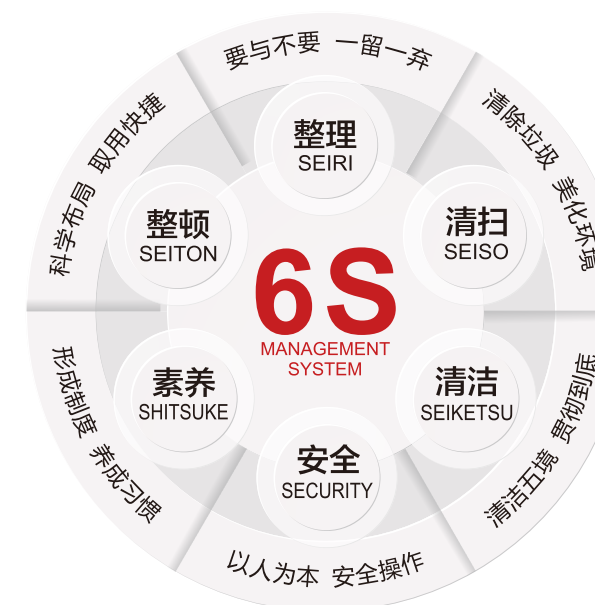 要与不要 一留一弃
整理
SEIRI
清除垃圾 美化环境
清扫
SEISO
清洁五境 贯彻到底
清洁
SEIKETSU
以人为本 安全操作
安全
SECURITY
形成制度 养成习惯
素养
SHITSUKE
科学布局 取用快捷
整顿
SEITON
6S
MANAGEMENT
SYSTEM